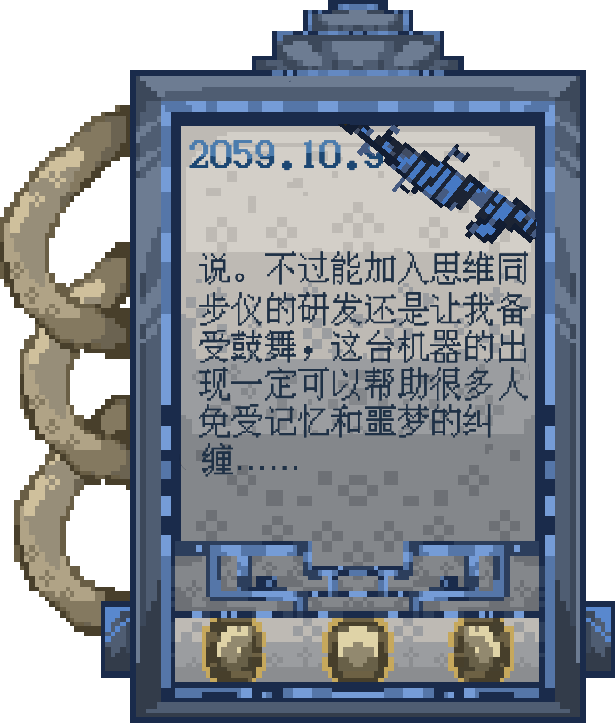 2059.10.9
说。不过能加入思维同
步仪的研发还是让我备
受鼓舞，这台机器的出
现一定可以帮助很多人
免受记忆和噩梦的纠
缠……